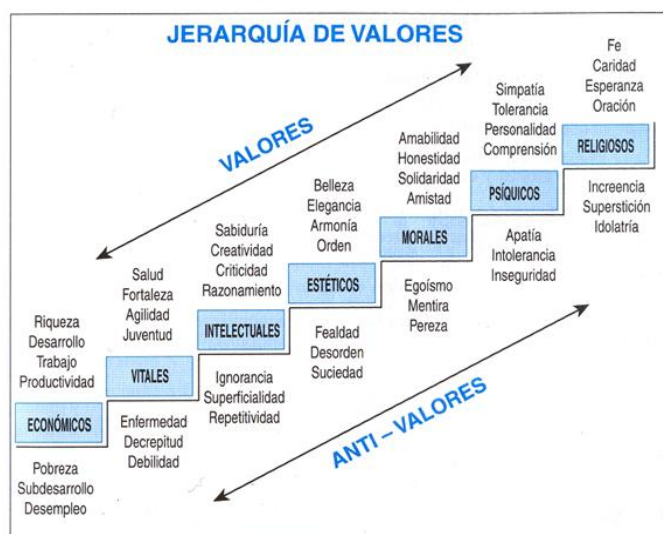 JERARQUÍA DE VALORES
VALORES
Riqueza
Desarrollo
Trabajo
Productividad
ECONÓMICOS
Pobreza
Subdesarrollo
Desempleo
Salud
Fortaleza
Agilidad
Juventud
VITALES
Enfermedad
Decrepitud
Debilidad
Sabiduría
Creatividad
Criticidad
Razonamiento
INTELECTUALES
Ignorancia
Superficialidad
Repetitividad
Belleza
Elegancia
Armonía
Orden
ESTÉTICOS
Fealdad
Desorden
Suciedad
Amabilidad
Honestidad
Solidaridad
Amistad
MORALES
Egoísmo
Mentira
Pereza
Simpatía
Tolerancia
Personalidad
Comprensión
PSÍQUICOS
Apatía
Intolerancia
Inseguridad
Fe
Caridad
Esperanza
Oración
RELIGIOSOS
Increencia
Superstición
Idolatría
ANTI – VALORES